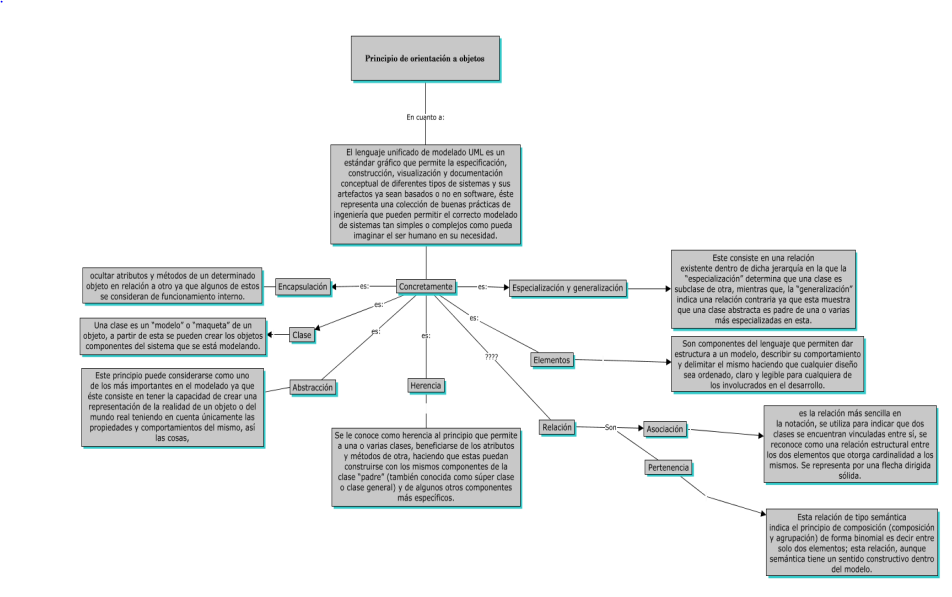 .
Principio de orientación a objetos
En cuanto a:
El lenguaje unificado de modelado UML es un
estándar gráfico que permite la especificación,
construcción, visualización y documentación
conceptual de diferentes tipos de sistemas y sus
artefactos ya sean basados o no en software, éste
representa una colección de buenas prácticas de
ingeniería que pueden permitir el correcto modelado
de sistemas tan simples o complejos como pueda
imaginar el ser humano en su necesidad.
Concretamente
es:
Encapsulación
ocultar atributos y métodos de un determinado
objeto en relación a otro ya que algunos de estos
se consideran de funcionamiento interno.
es:
Clase
Una clase es un "modelo" o "maqueta" de un
objeto, a partir de esta se pueden crear los objetos
componentes del sistema que se está modelando.
es:
Abstracción
Este principio puede considerarse como uno
de los más importantes en el modelado ya que
éste consiste en tener la capacidad de crear una
representación de la realidad de un objeto o del
mundo real teniendo en cuenta únicamente las
propiedades y comportamientos del mismo, así
las cosas,
es:
Herencia
Se le conoce como herencia al principio que permite
a una o varias clases, beneficiarse de los atributos
y métodos de otra, haciendo que estas puedan
construirse con los mismos componentes de la
clase "padre" (también conocida como súper clase
o clase general) y de algunos otros componentes
más específicos.
es:
Especialización y generalización
Este consiste en una relación
existente dentro de dicha jerarquía en la que la
"especialización" determina que una clase es
subclase de otra, mientras que, la "generalización"
indica una relación contraria ya que esta muestra
que una clase abstracta es padre de una o varias
más especializadas en esta.
es:
Elementos
Son componentes del lenguaje que permiten dar
estructura a un modelo, describir su comportamiento
y delimitar el mismo haciendo que cualquier diseño
sea ordenado, claro y legible para cualquiera de
los involucrados en el desarrollo.
????
Relación
Son
Asociación
es la relación más sencilla en
la notación, se utiliza para indicar que dos
clases se encuentran vinculadas entre sí, se
reconoce como una relación estructural entre
los dos elementos que otorga cardinalidad a los
mismos. Se representa por una flecha dirigida
sólida.
Pertenencia
Esta relación de tipo semántica
indica el principio de composición (composición
y agrupación) de forma binomial es decir entre
solo dos elementos; esta relación, aunque
semántica tiene un sentido constructivo dentro
del modelo.